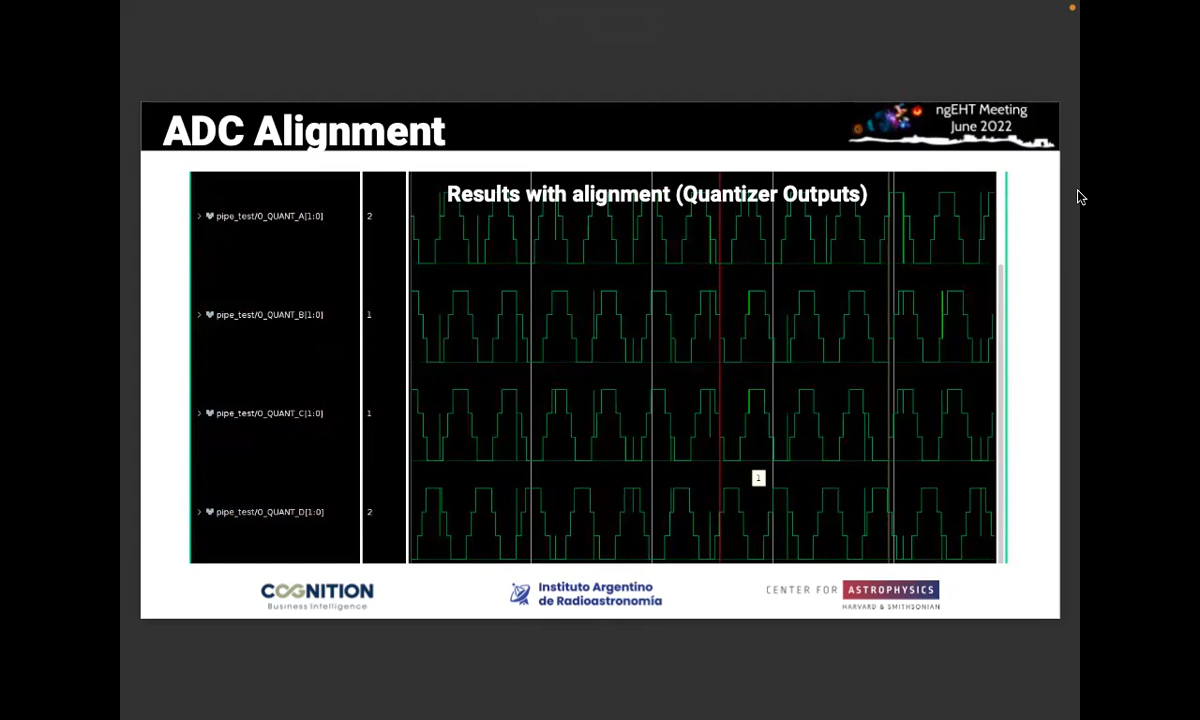 ADC Alignment
ngEHT Meeting
June 2022
Results with alignment (Quantizer Outputs)
pipe_test/O_QUANT_A[1:0] 2
pipe_test/O_QUANT_B[1:0] 1
pipe_test/O_QUANT_C[1:0] 1
1
pipe_test/O_QUANT_D[1:0] 2
COGNITION
Business Intelligence
Instituto Argentino
de Radioastronomía
CENTER FOR ASTROPHYSICS
HARVARD & SMITHSONIAN